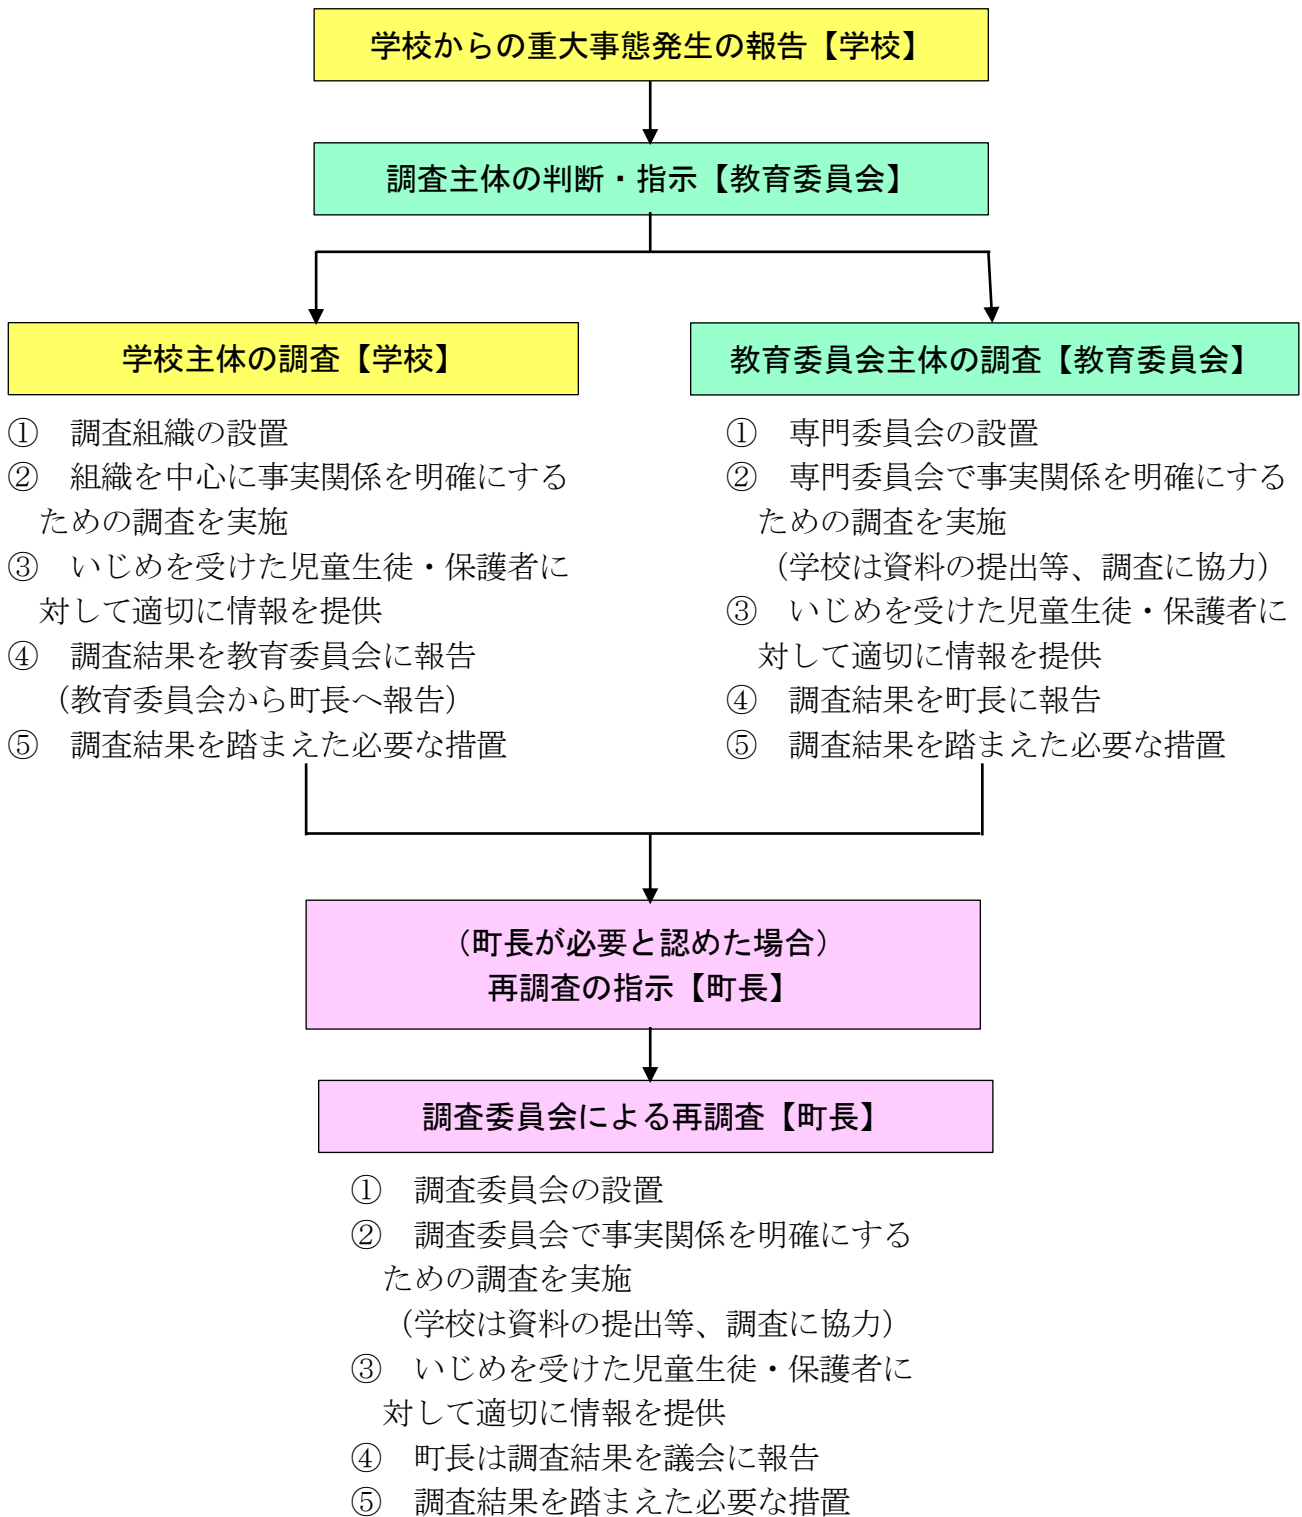 学校からの重大事態発生の報告【学校】
調査主体の判断・指示【教育委員会】
学校主体の調査【学校】
① 調査組織の設置
② 組織を中心に事実関係を明確にする
ための調査を実施
③ いじめを受けた児童生徒・保護者に
対して適切に情報を提供
④ 調査結果を教育委員会に報告
（教育委員会から町長へ報告）
⑤ 調査結果を踏まえた必要な措置
教育委員会主体の調査【教育委員会】
① 専門委員会の設置
② 専門委員会で事実関係を明確にする
ための調査を実施
（学校は資料の提出等、調査に協力）
③ いじめを受けた児童生徒・保護者に
対して適切に情報を提供
④ 調査結果を町長に報告
⑤ 調査結果を踏まえた必要な措置
（町長が必要と認めた場合）
再調査の指示【町長】
調査委員会による再調査【町長】
① 調査委員会の設置
② 調査委員会で事実関係を明確にする
ための調査を実施
（学校は資料の提出等、調査に協力）
③ いじめを受けた児童生徒・保護者に
対して適切に情報を提供
④ 町長は調査結果を議会に報告
⑤ 調査結果を踏まえた必要な措置